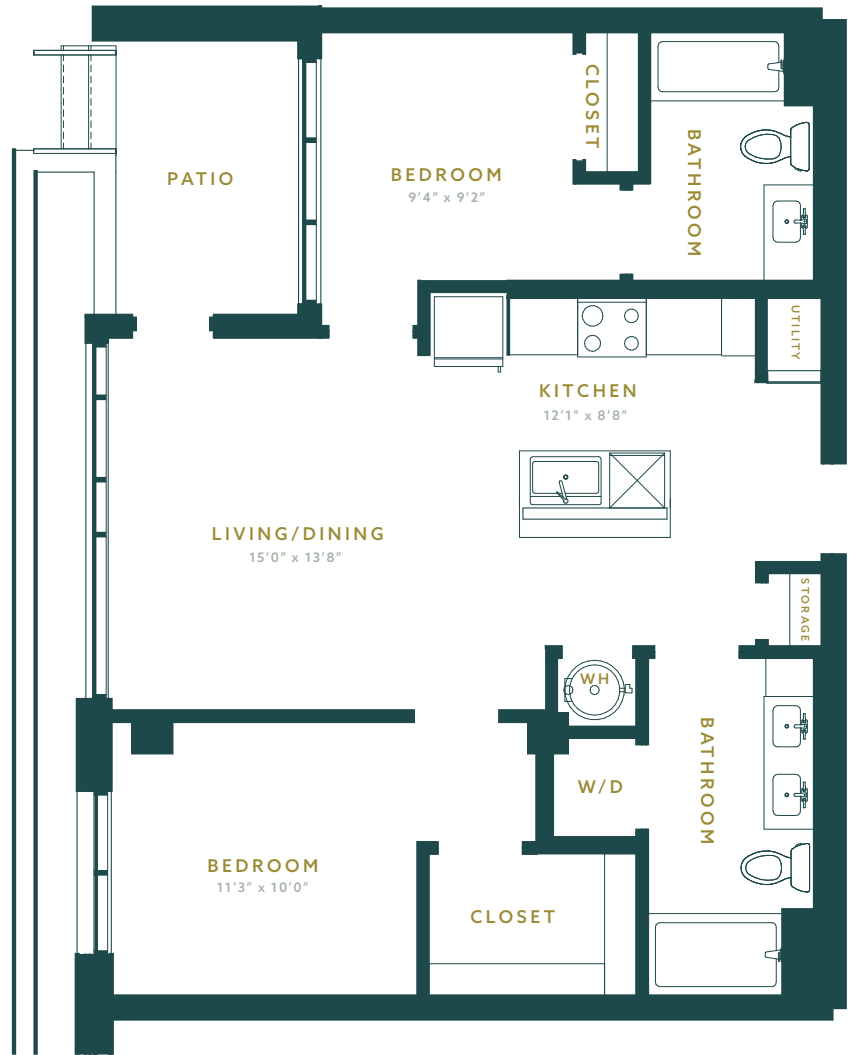 CLOSET
PATIO
BEDROOM
9'4" x 9'2"
BATHROOM
UTILITY
KITCHEN
12'1" x 8'8"
LIVING/DINING
15'0" x 13'8"
STORAGE
WH
W/D
BATHROOM
BEDROOM
11'3" x 10'0"
CLOSET